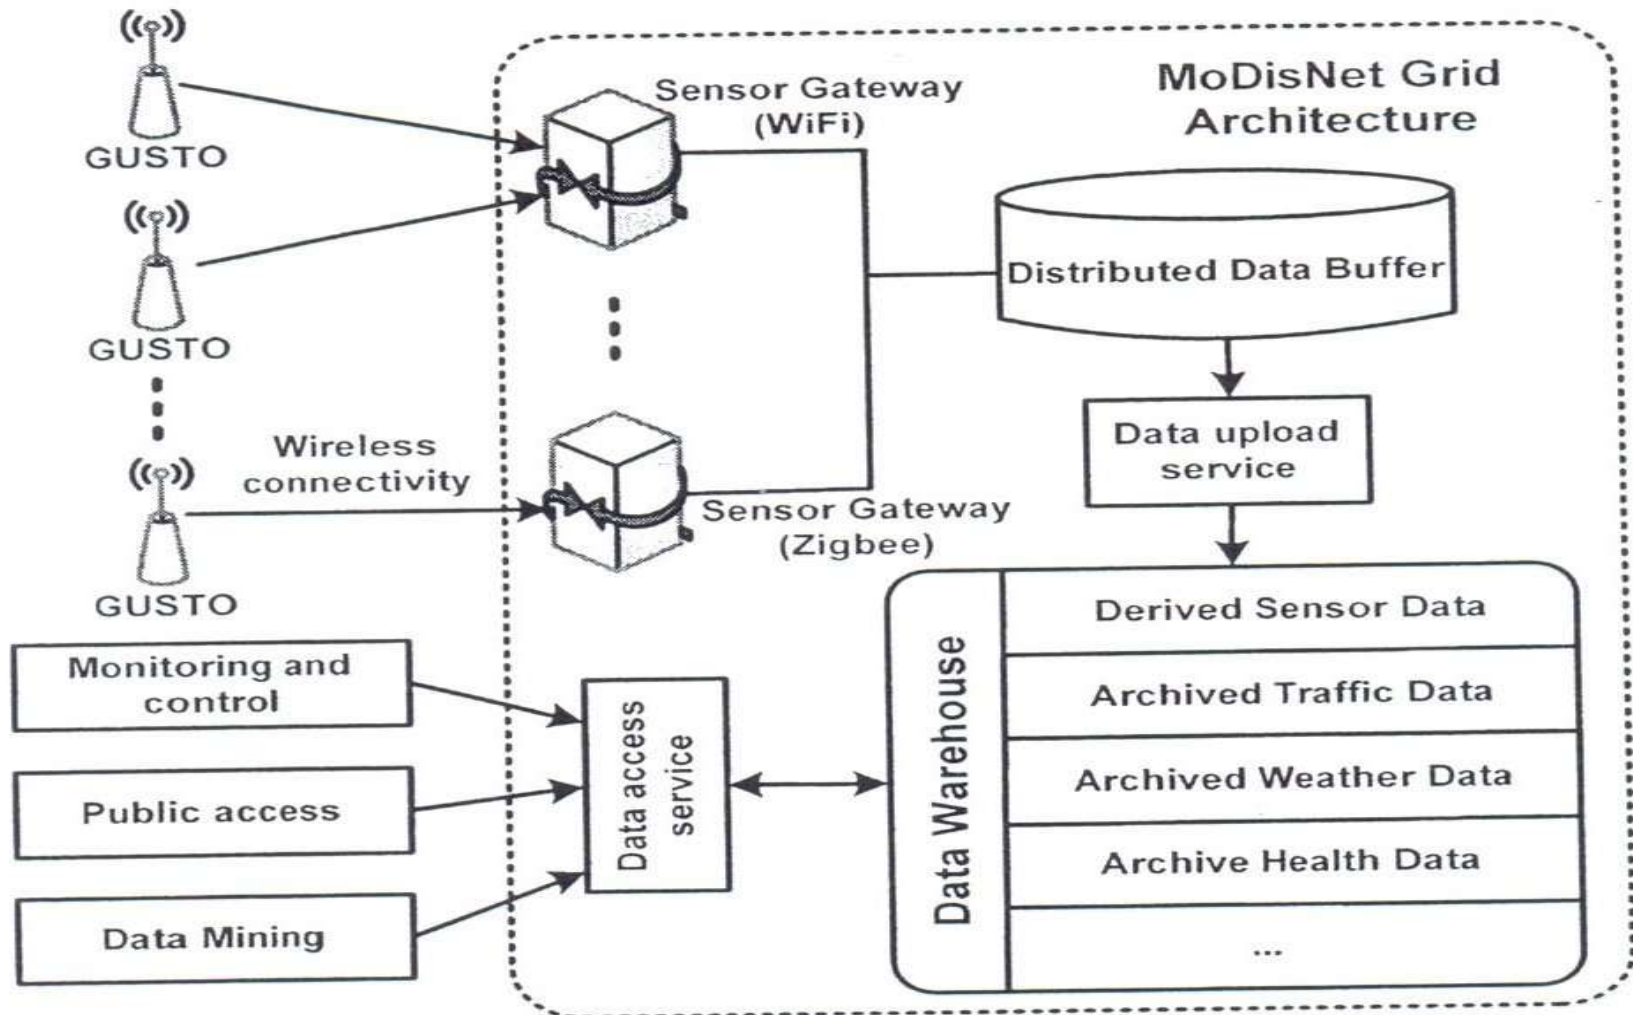 MoDisNet Grid
Architecture
Sensor Gateway
(WiFi)
GUSTO
Distributed Data Buffer
GUSTO
Wireless
connectivity
Data upload
service
Sensor Gateway
(Zigbee)
GUSTO
Monitoring and
control
Public access
Data Mining
Data access
service
Data Warehouse
Derived Sensor Data
Archived Traffic Data
Archived Weather Data
Archive Health Data
...